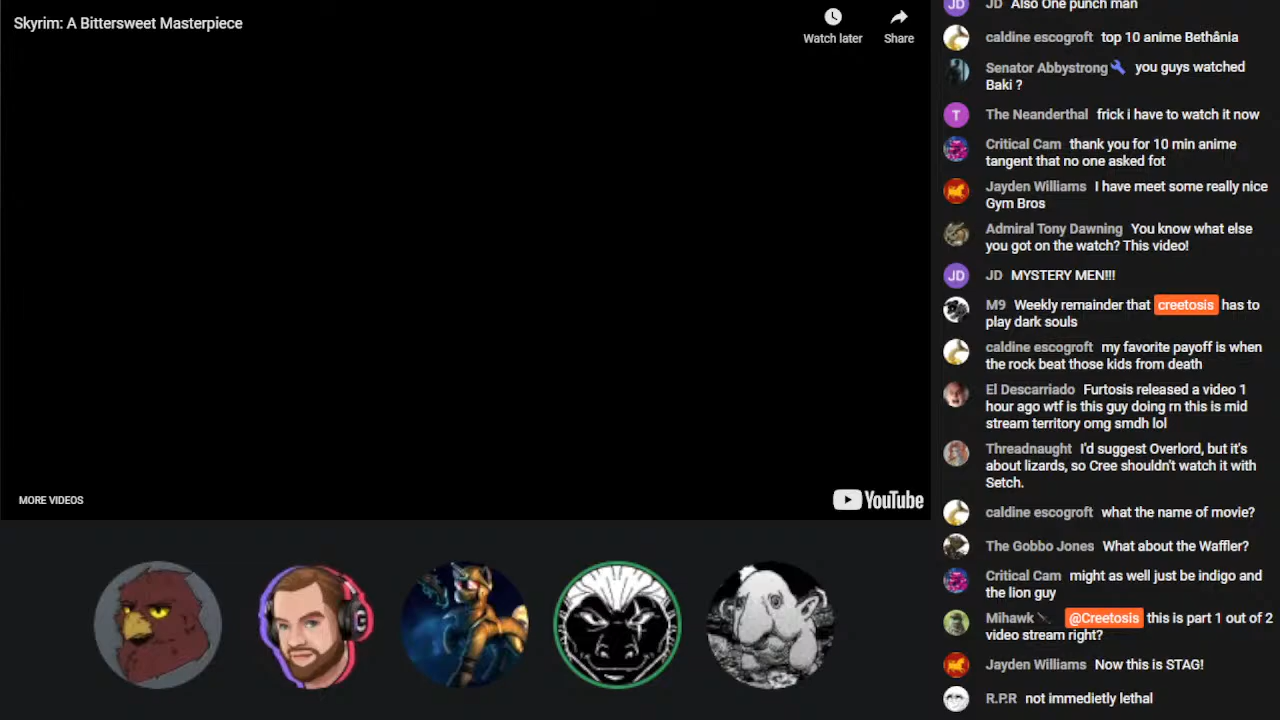 Skyrim: A Bittersweet Masterpiece
Watch later
Share
MORE VIDEOS
YouTube
JD JD Also One punch man
caldine escogroft top 10 anime Bethânia
Senator Abbystrong you guys watched
Baki ?
T The Neanderthal frick i have to watch it now
Critical Cam thank you for 10 min anime
tangent that no one asked fot
Jayden Williams I have meet some really nice
Gym Bros
Admiral Tony Dawning You know what else
you got on the watch? This video!
JD JD MYSTERY MEN!!!
M9 Weekly remainder that creetosis has to
play dark souls
caldine escogroft my favorite payoff is when
the rock beat those kids from death
El Descarriado Furtosis released a video 1
hour ago wtf is this guy doing rn this is mid
stream territory omg smdh lol
Threadnaught I'd suggest Overlord, but it's
about lizards, so Cree shouldn't watch it with
Setch.
caldine escogroft what the name of movie?
The Gobbo Jones What about the Waffler?
Critical Cam might as well just be indigo and
the lion guy
Mihawk @Creetosis this is part 1 out of 2
video stream right?
Jayden Williams Now this is STAG!
R.P.R not immedietly lethal